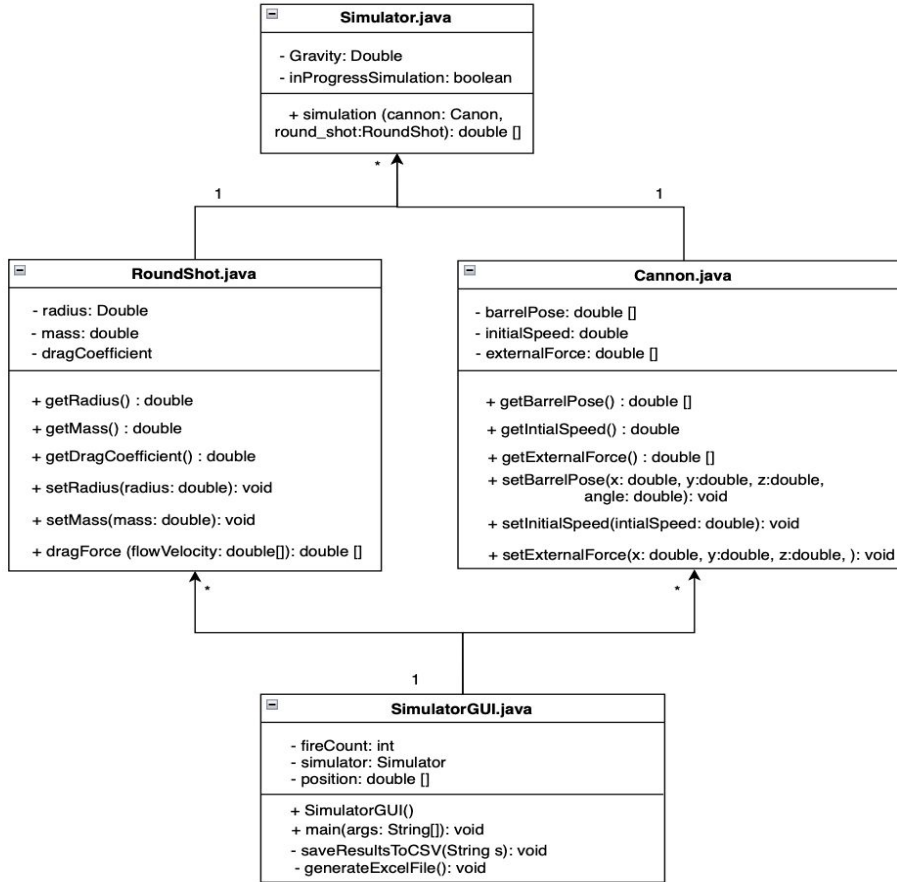 Simulator.java
- Gravity: Double
- inProgressSimulation: boolean
+ simulation (cannon: Canon,
round_shot:RoundShot): double []
*
1
1
RoundShot.java
- radius: Double
- mass: double
- dragCoefficient
+ getRadius() : double
+ getMass() : double
+ getDragCoefficient() : double
+ setRadius(radius: double): void
+ setMass(mass: double): void
+ dragForce (flowVelocity: double[]): double []
Cannon.java
- barrelPose: double []
- initialSpeed: double
- externalForce: double []
+ getBarrelPose() : double []
+ getIntialSpeed() : double
+ getExternalForce() : double []
+ setBarrelPose(x: double, y:double, z:double,
angle: double): void
+ setInitialSpeed(intialSpeed: double): void
+ setExternalForce(x: double, y:double, z:double, ): void
*
*
1
SimulatorGUI.java
- fireCount: int
- simulator: Simulator
- position: double []
+ SimulatorGUI()
+ main(args: String[]): void
- saveResultsToCSV(String s): void
- generateExcelFile(): void